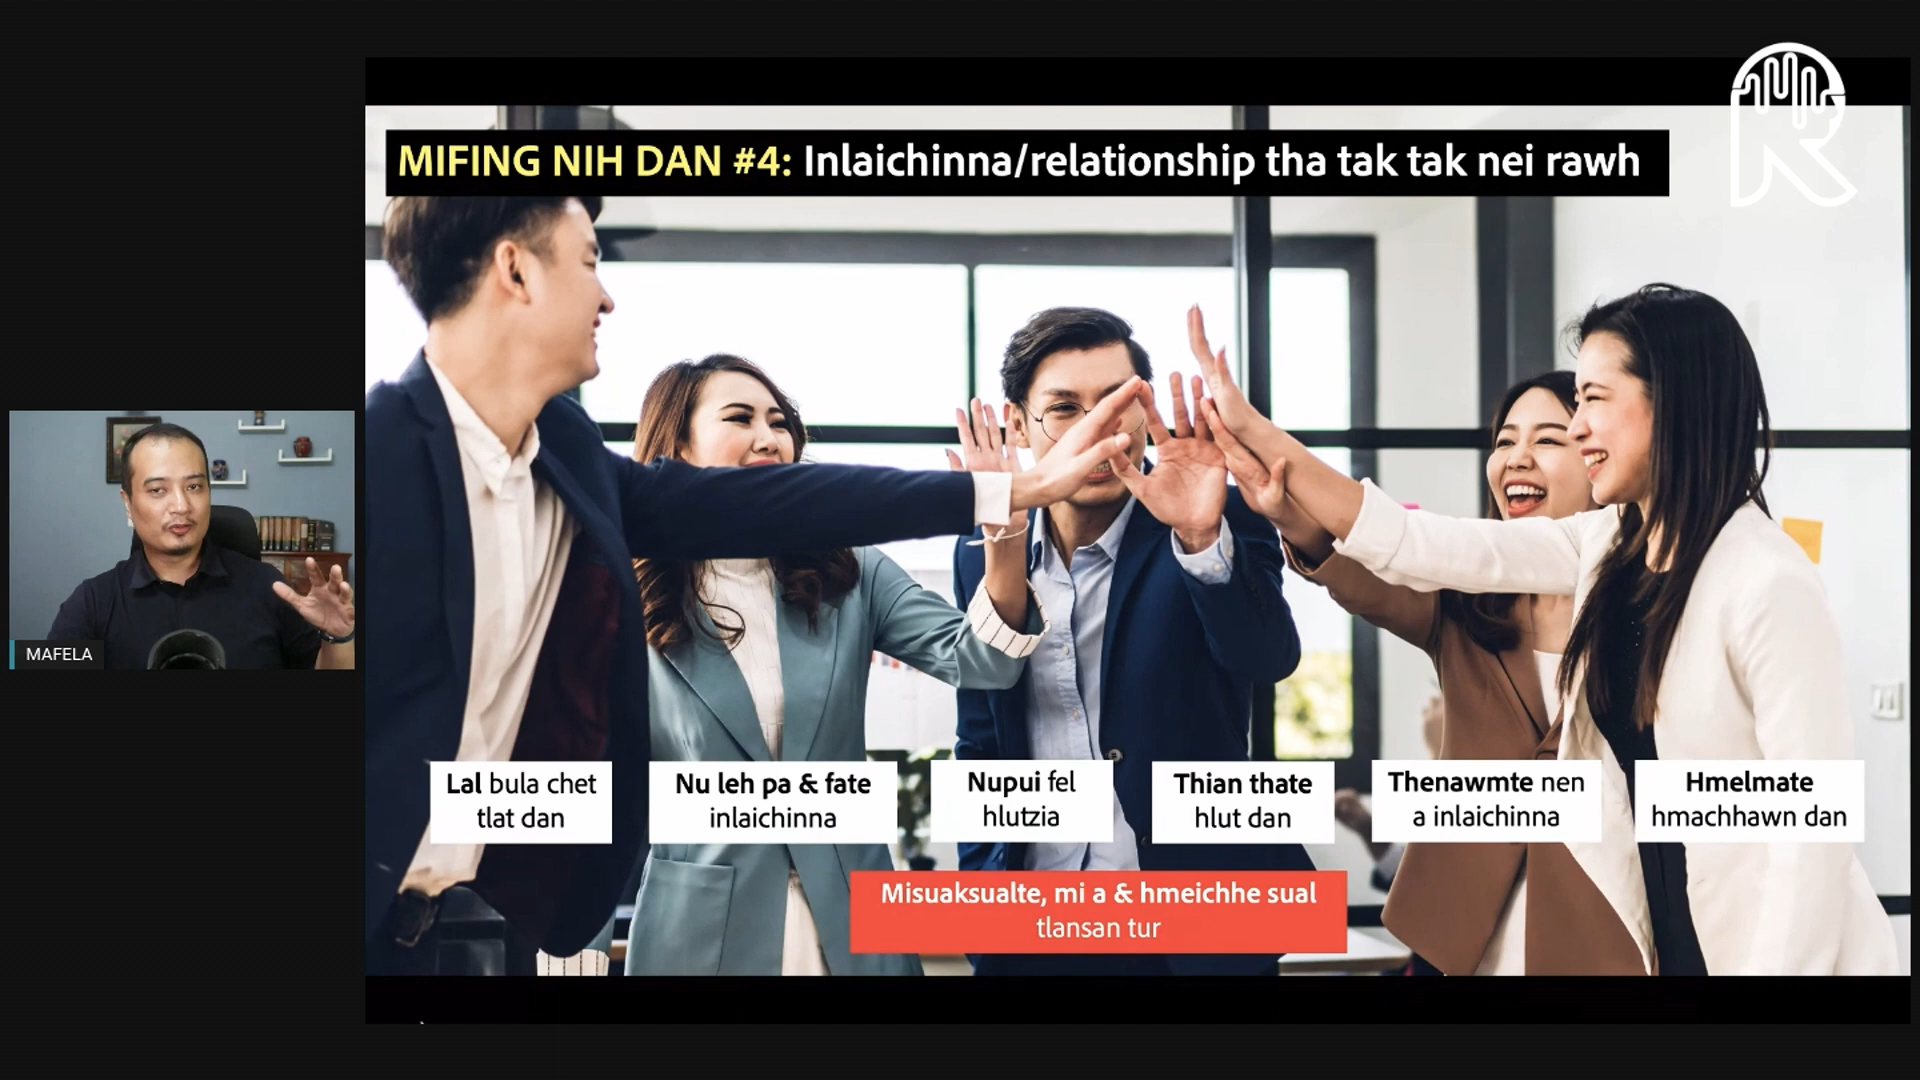 MIFING NIH DAN #4: Inlaichinna/relationship tha tak tak nei rawh
MAFELA
Lal bula chet
tlat dan
Nu leh pa & fate
inlaichinna
Nupui fel
hlutzia
Thian thate
hlut dan
Thenawmte nen
a inlaichinna
Hmelmate
hmachhawn dan
Misuaksualte, mi a & hmeichhe sual
tlansan tur